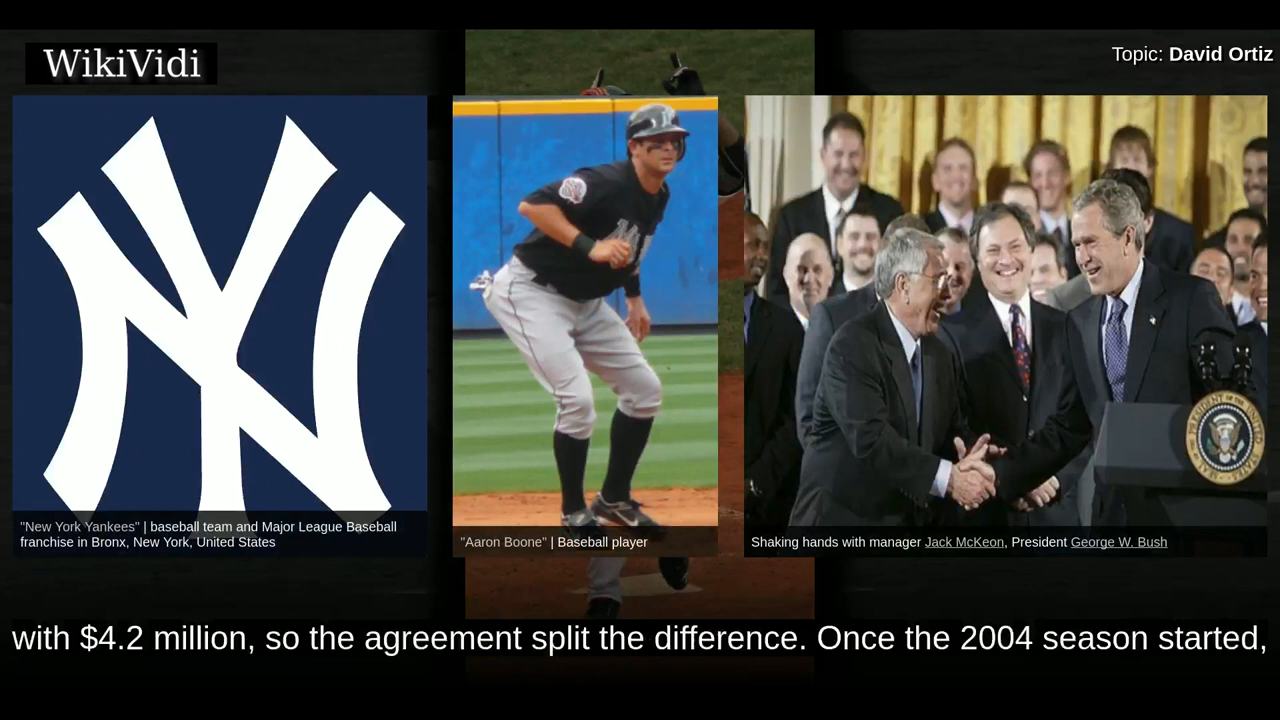 WikiVidi
Topic: David Ortiz
NY
"New York Yankees" | baseball team and Major League Baseball
franchise in Bronx, New York, United States
"Aaron Boone" | Baseball player
Shaking hands with manager Jack McKeon, President George W. Bush
with $4.2 million, so the agreement split the difference. Once the 2004 season started,